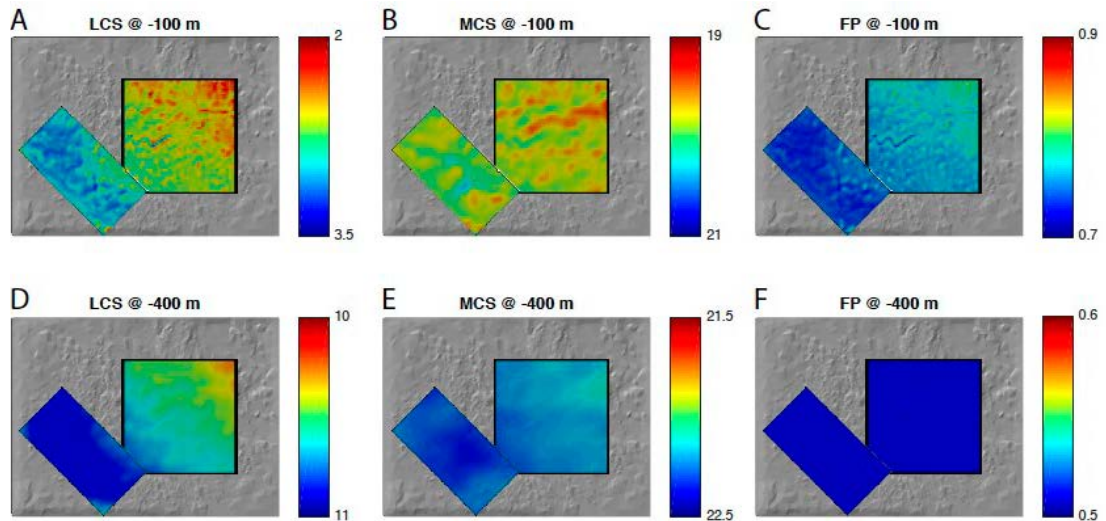 A
LCS @ -100 m
2
3.5
B
MCS @ -100 m
19
21
C
FP @ -100 m
0.9
0.7
D
LCS @ -400 m
10
11
E
MCS @ -400 m
21.5
22.5
F
FP @ -400 m
0.6
0.5